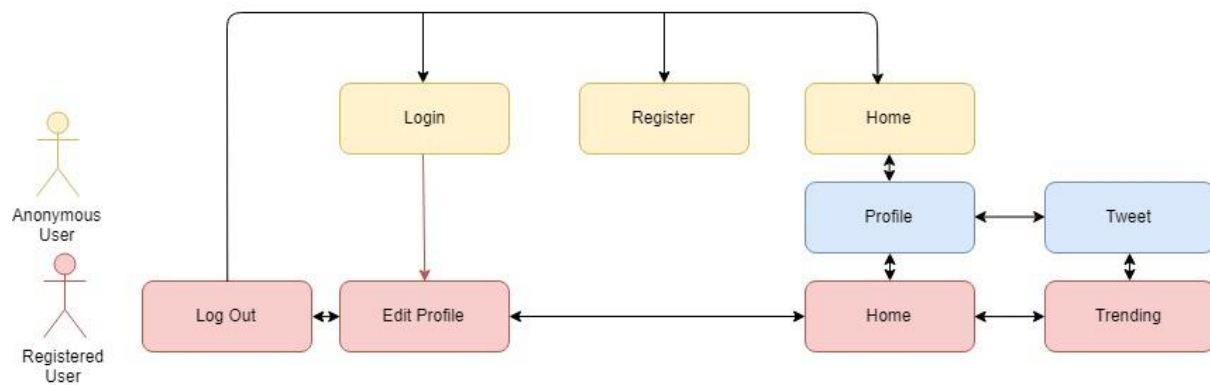 Login
Register
Home
Anonymous
User
Profile
Tweet
Log Out
Edit Profile
Home
Trending
Registered
User